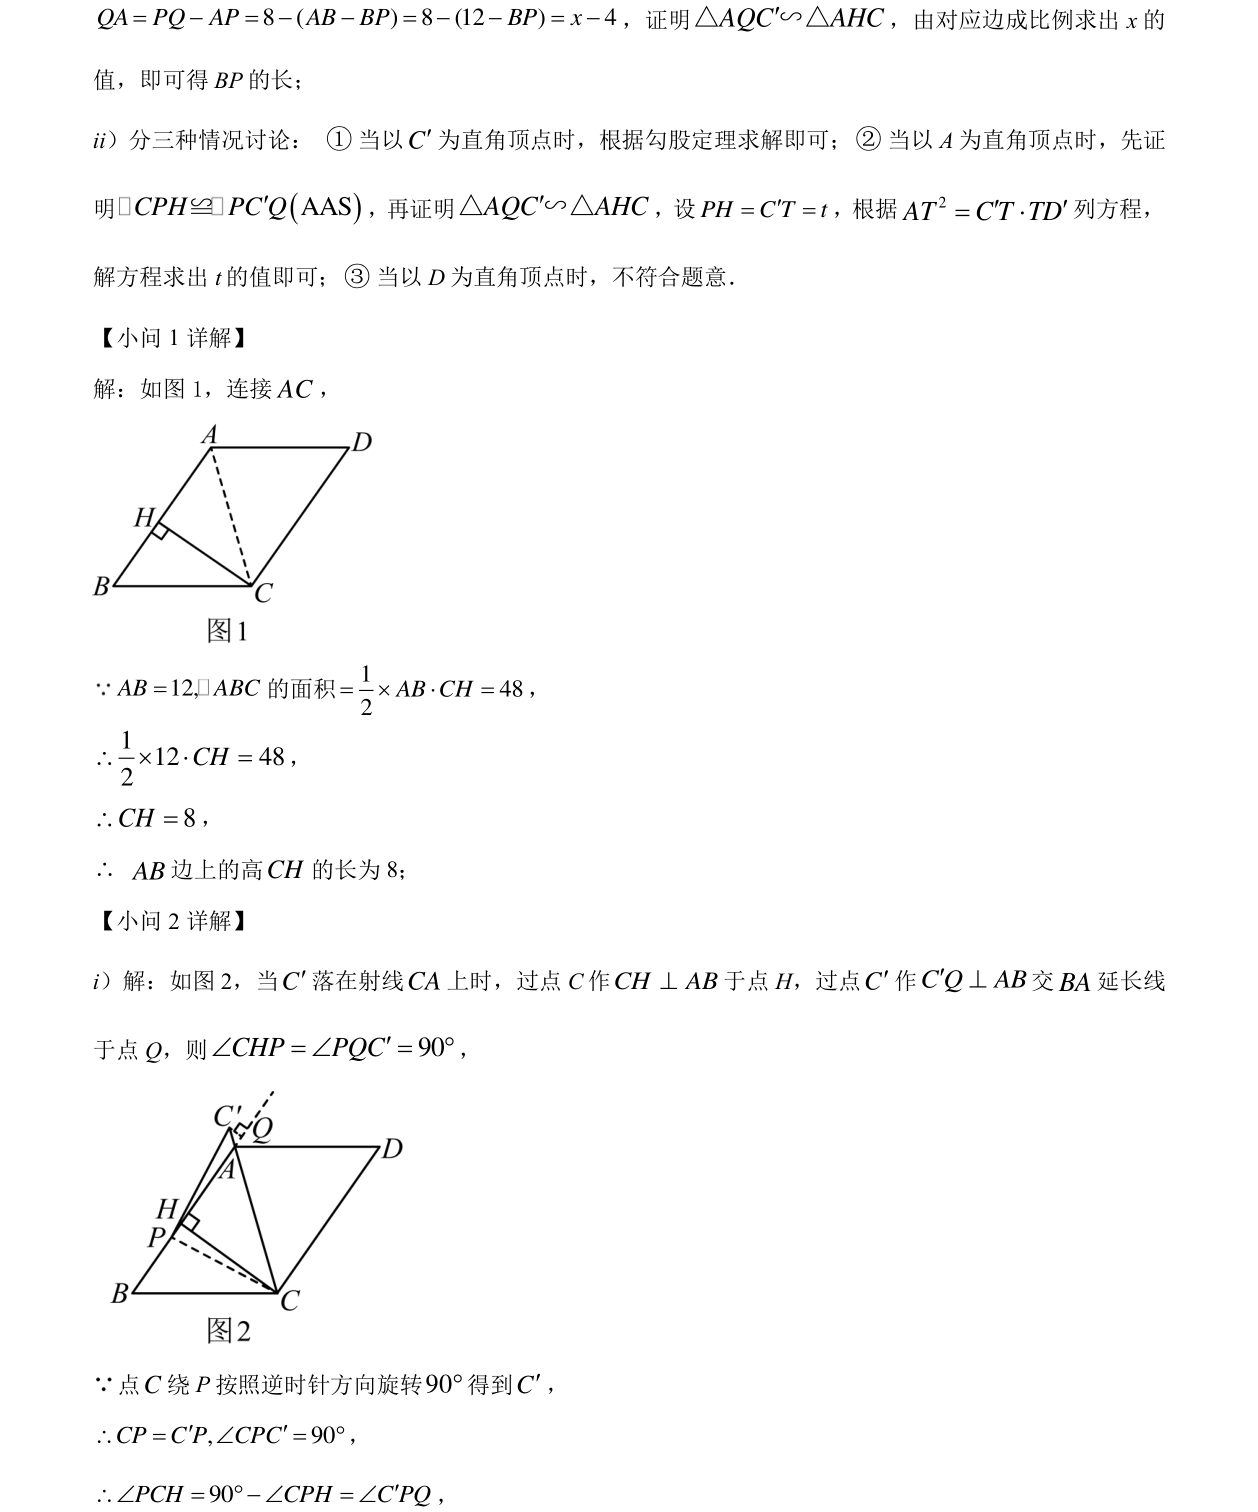 QA = PQ − AP = 8 − (AB − BP) = 8 − (12 − BP) = x − 4，证明△AQC′∽△AHC，由对应边成比例求出 x 的
值，即可得 BP 的长；
ii）分三种情况讨论： ① 当以 C′ 为直角顶点时，根据勾股定理求解即可；② 当以 A 为直角顶点时，先证
明□CPH≌□PC′Q(AAS)，再证明△AQC′∽△AHC，设 PH = C′T = t，根据 AT² = C′T · TD′ 列方程，
解方程求出 t 的值即可；③ 当以 D 为直角顶点时，不符合题意．
【小问 1 详解】
解：如图 1，连接 AC，
A
D
H
B
C
图1
∵ AB = 12,□ABC 的面积 = 1/2 × AB · CH = 48，
∴ 1/2 × 12 · CH = 48，
∴ CH = 8，
∴ AB 边上的高 CH 的长为 8；
【小问 2 详解】
i）解：如图 2，当 C′ 落在射线 CA 上时，过点 C 作 CH ⊥ AB 于点 H，过点 C′ 作 C′Q ⊥ AB 交 BA 延长线
于点 Q，则 ∠CHP = ∠PQC′ = 90°，
C′
Q
D
A
H
P
B
C
图2
∵ 点 C 绕 P 按照逆时针方向旋转 90° 得到 C′，
∴ CP = C′P, ∠CPC′ = 90°，
∴ ∠PCH = 90° − ∠CPH = ∠C′PQ，